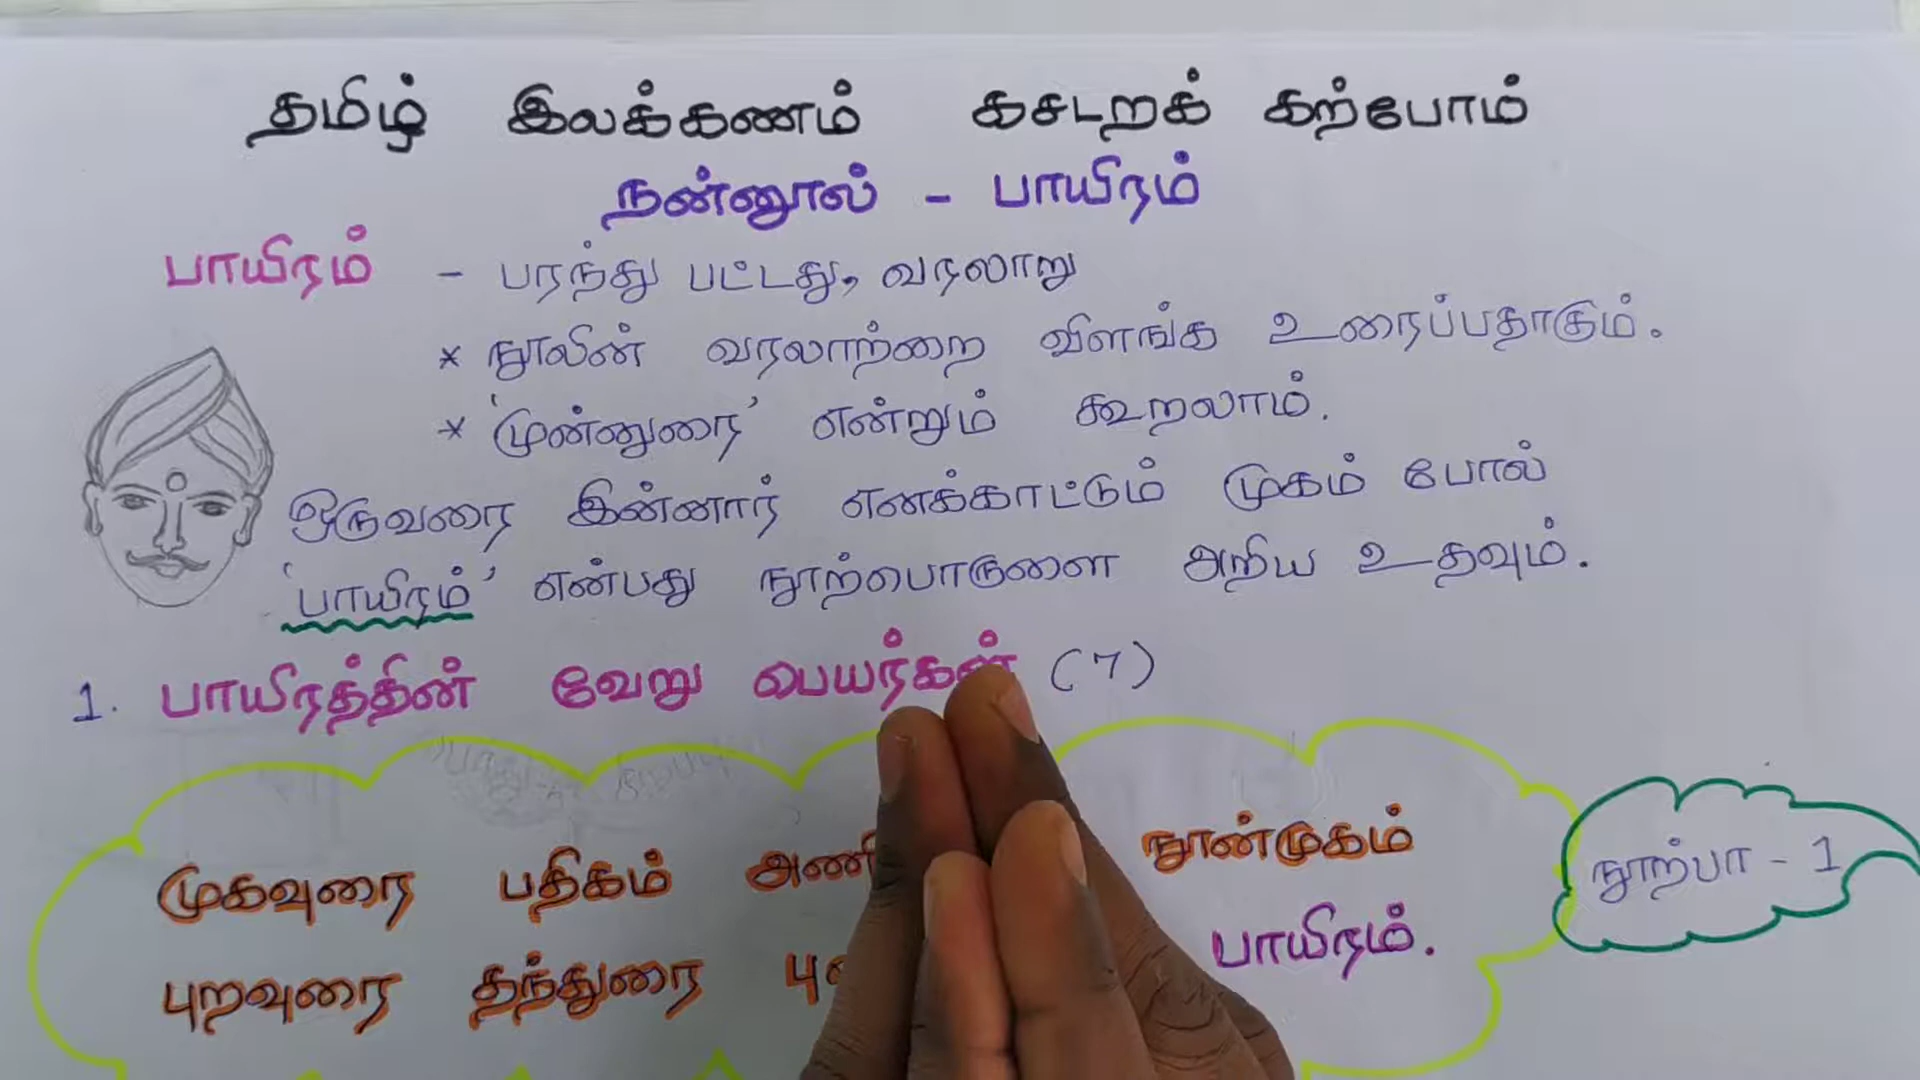 தமிழ் இலக்கணம் கசடறக் கற்போம்
நன்னூல் - பாயிரம்
பாயிரம் - பரந்து பட்டது, வரலாறு
* நூலின் வரலாற்றை விளங்க உரைப்பதாகும்.
* 'முன்னுரை' என்றும் கூறலாம்.
ஒருவரை இன்னார் எனக்காட்டும் முகம் போல்
'பாயிரம்' என்பது நூற்பொருளை அறிய உதவும்.
1. பாயிரத்தின் வேறு பெயர்கள் (7)
முகவுரை பதிகம் நூன்முகம்
புறவுரை தந்துரை பாயிரம்.
நூற்பா - 1